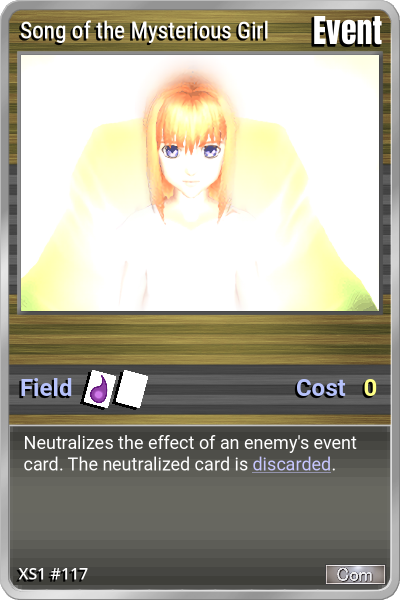 Song of the Mysterious Girl Event
Field Cost 0
Neutralizes the effect of an enemy's event
card. The neutralized card is discarded.
XS1 #117 Com